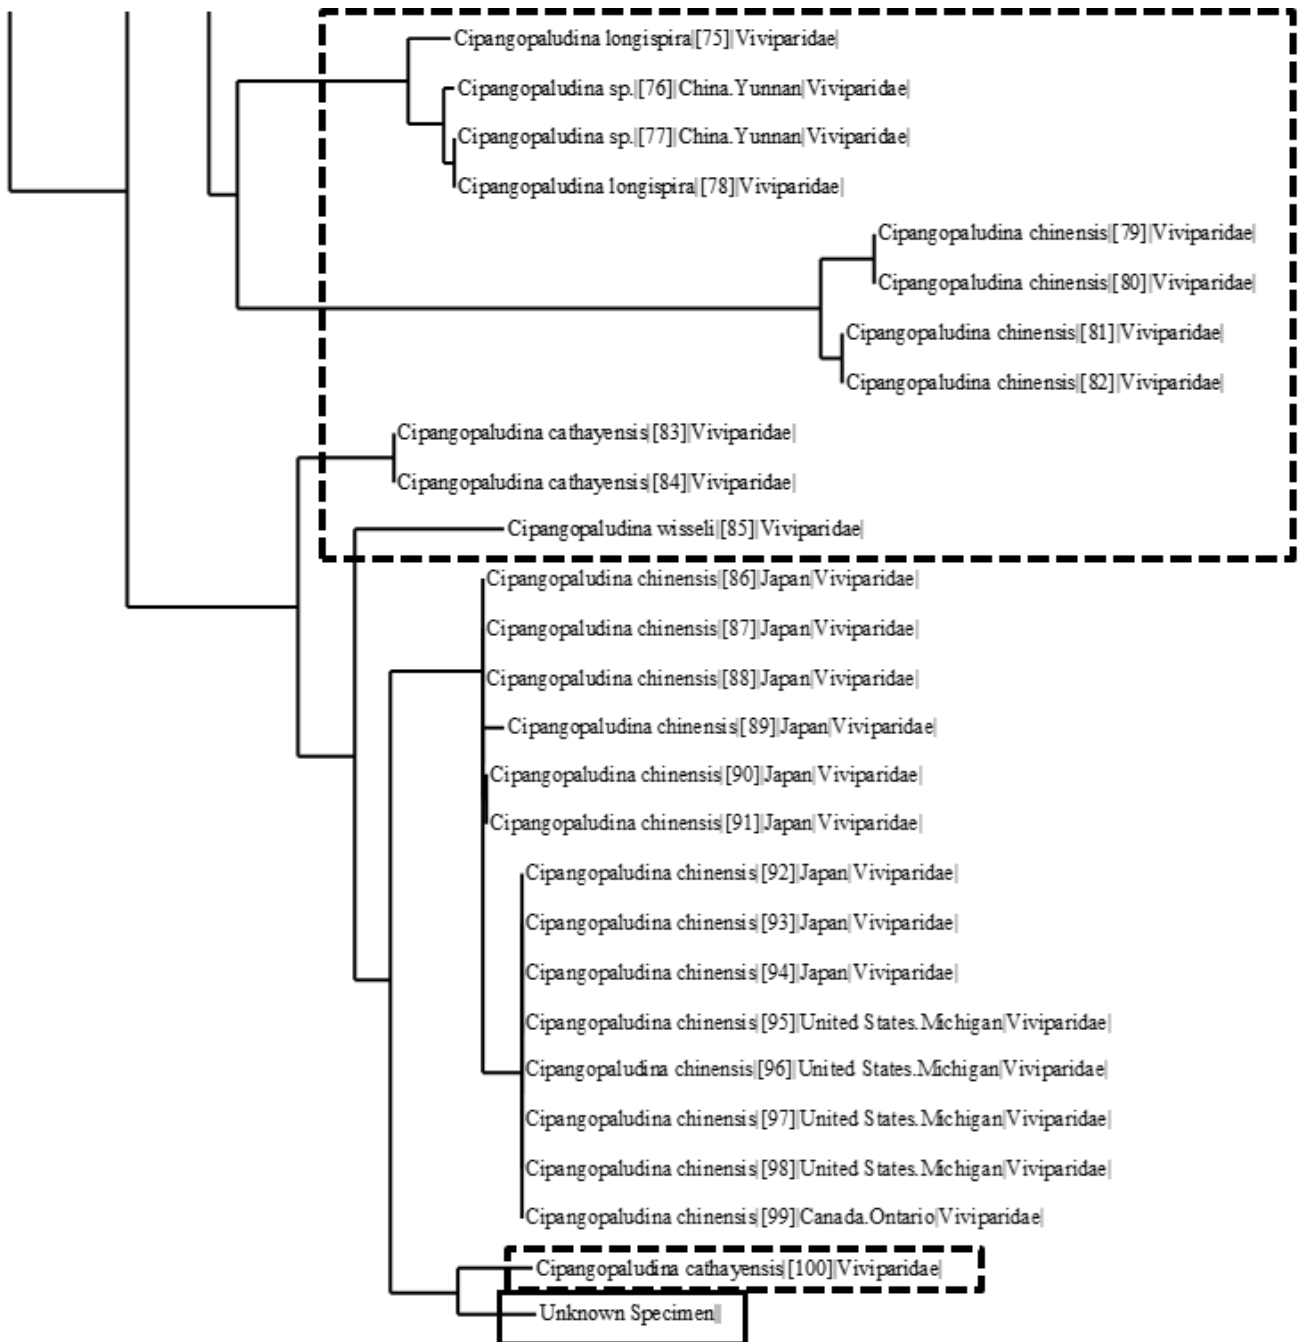 Cipangopaludina longispira|[75]|Viviparidae|
Cipangopaludina sp.|[76]|China.Yunnan|Viviparidae|
Cipangopaludina sp.|[77]|China.Yunnan|Viviparidae|
Cipangopaludina longispira|[78]|Viviparidae|
Cipangopaludina chinensis|[79]|Viviparidae|
Cipangopaludina chinensis|[80]|Viviparidae|
Cipangopaludina chinensis|[81]|Viviparidae|
Cipangopaludina chinensis|[82]|Viviparidae|
Cipangopaludina cathayensis|[83]|Viviparidae|
Cipangopaludina cathayensis|[84]|Viviparidae|
Cipangopaludina wisseli|[85]|Viviparidae|
Cipangopaludina chinensis|[86]|Japan|Viviparidae|
Cipangopaludina chinensis|[87]|Japan|Viviparidae|
Cipangopaludina chinensis|[88]|Japan|Viviparidae|
Cipangopaludina chinensis|[89]|Japan|Viviparidae|
Cipangopaludina chinensis|[90]|Japan|Viviparidae|
Cipangopaludina chinensis|[91]|Japan|Viviparidae|
Cipangopaludina chinensis|[92]|Japan|Viviparidae|
Cipangopaludina chinensis|[93]|Japan|Viviparidae|
Cipangopaludina chinensis|[94]|Japan|Viviparidae|
Cipangopaludina chinensis|[95]|United States.Michigan|Viviparidae|
Cipangopaludina chinensis|[96]|United States.Michigan|Viviparidae|
Cipangopaludina chinensis|[97]|United States.Michigan|Viviparidae|
Cipangopaludina chinensis|[98]|United States.Michigan|Viviparidae|
Cipangopaludina chinensis|[99]|Canada.Ontario|Viviparidae|
Cipangopaludina cathayensis|[100]|Viviparidae|
Unknown Specimen||